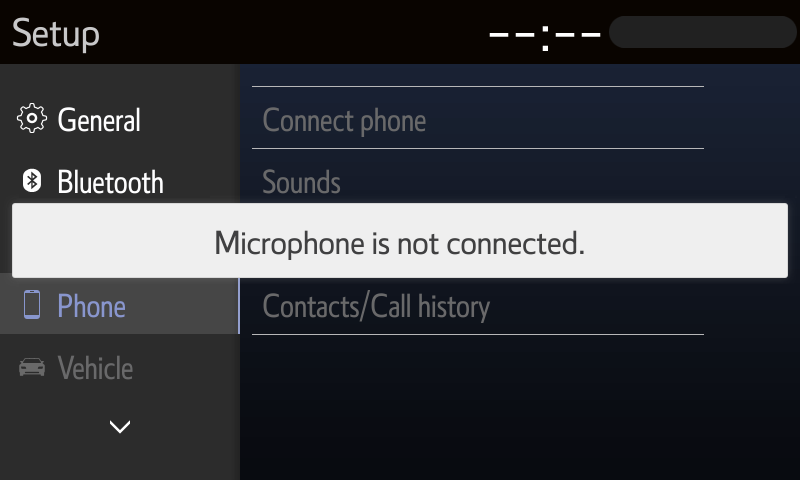 Setup
--:--
General
Connect phone
Bluetooth
Sounds
Microphone is not connected.
Phone
Contacts/Call history
Vehicle